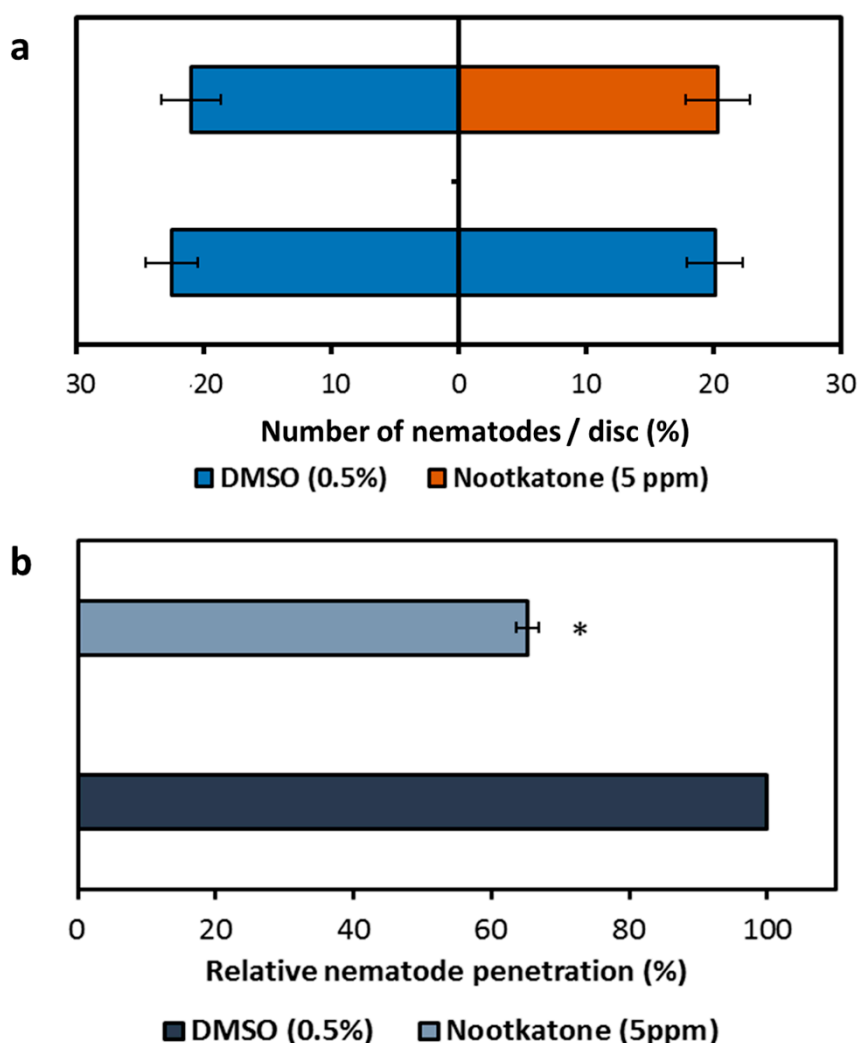 a
30 20 10 0 10 20 30
Number of nematodes / disc (%)
DMSO (0.5%) Nootkatone (5 ppm)
b
*
0 20 40 60 80 100
Relative nematode penetration (%)
DMSO (0.5%) Nootkatone (5ppm)